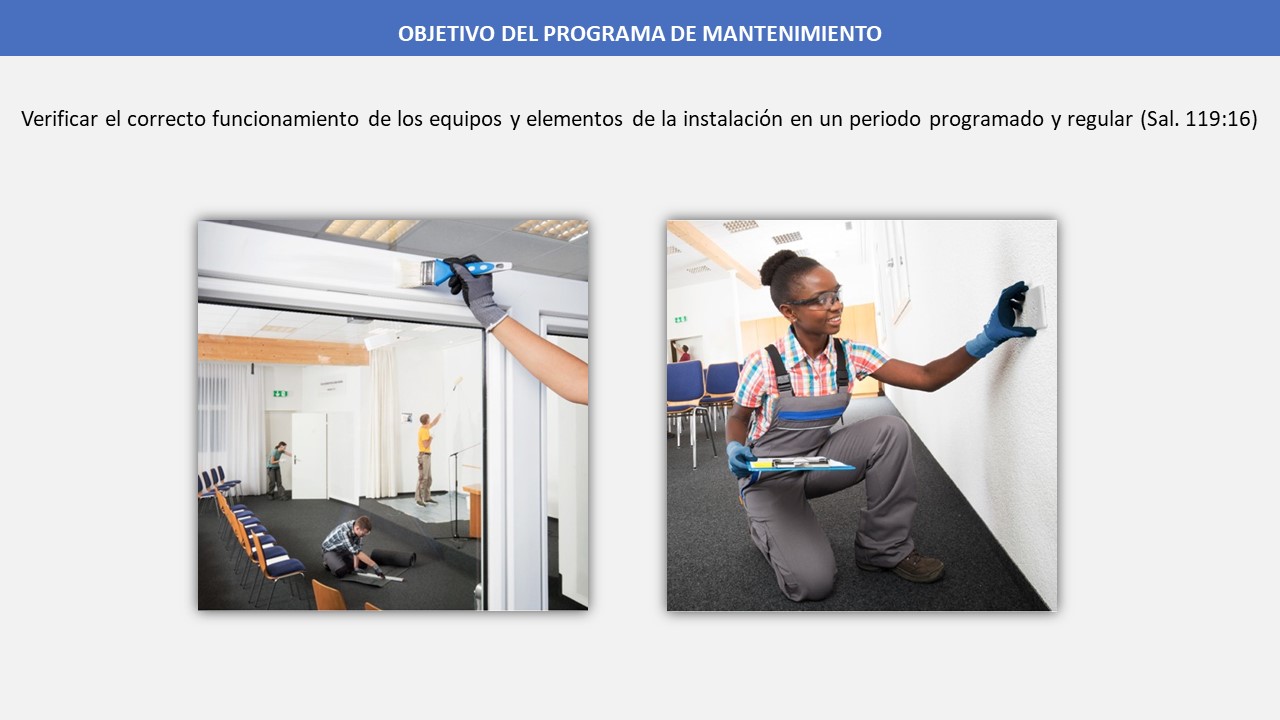 OBJETIVO DEL PROGRAMA DE MANTENIMIENTO
Verificar el correcto funcionamiento de los equipos y elementos de la instalación en un periodo programado y regular (Sal. 119:16)